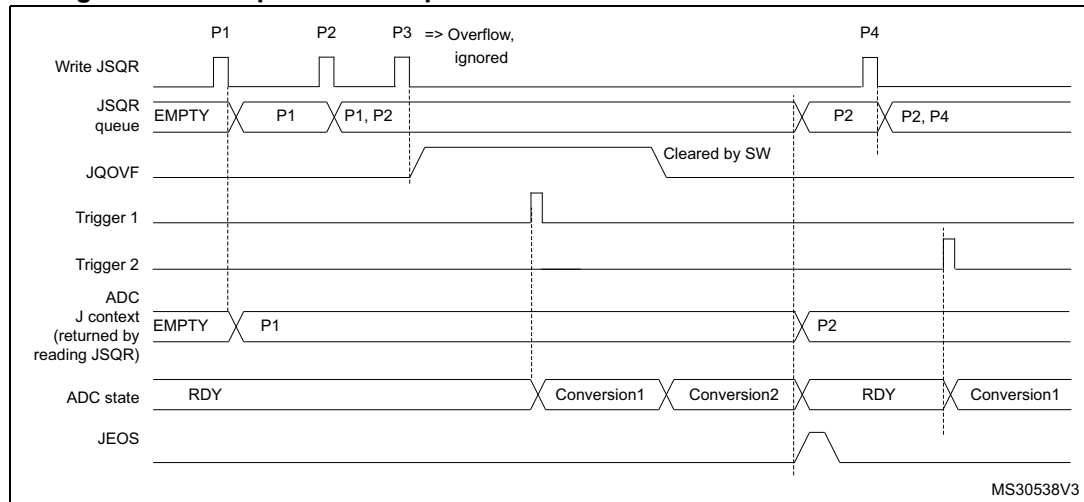 P1 P2 P3 => Overflow, P4
ignored
Write JSQR
JSQR
queue
EMPTY P1 P1, P2 P2 P2, P4
JQOVF
Cleared by SW
Trigger 1
Trigger 2
ADC
J context
(returned by
reading JSQR)
EMPTY P1 P2
ADC state
RDY Conversion1 Conversion2 RDY Conversion1
JEOS
MS30538V3